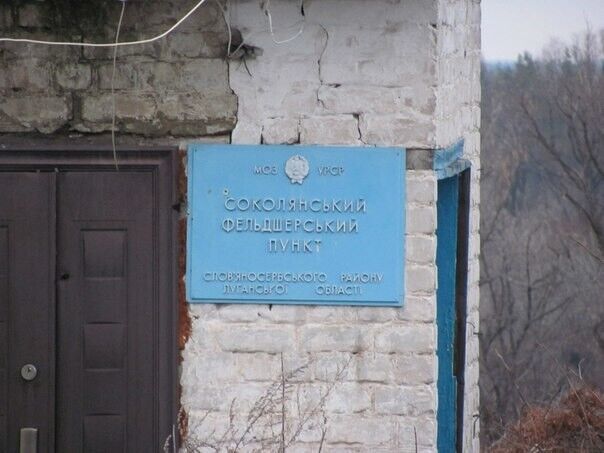 МОЗ УРСР
СОКОЛЯНСЬКИЙ
ФЕЛЬДШЕРСЬКИЙ
ПУНКТ
СЛОВ'ЯНОСЕРБСЬКОГО РАЙОНУ
ЛУГАНСЬКОЇ ОБЛАСТІ